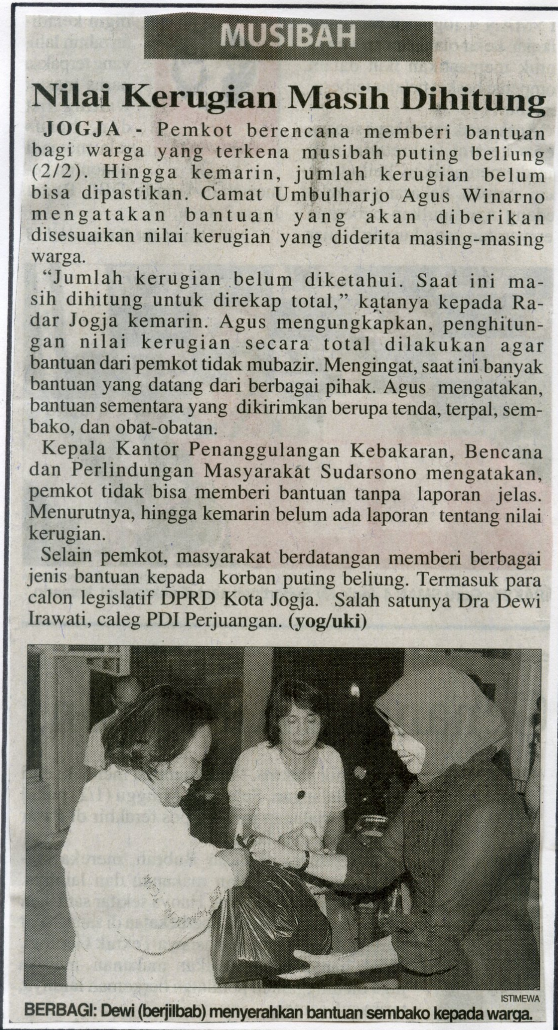 MUSIBAH
Nilai Kerugian Masih Dihitung
JOGJA - Pemkot berencana memberi bantuan
bagi warga yang terkena musibah puting beliung
(2/2). Hingga kemarin, jumlah kerugian belum
bisa dipastikan. Camat Umbulharjo Agus Winarno
mengatakan bantuan yang akan diberikan
disesuaikan nilai kerugian yang diderita masing-masing
warga.
“Jumlah kerugian belum diketahui. Saat ini ma-
sih dihitung untuk direkap total,” katanya kepada Ra-
dar Jogja kemarin. Agus mengungkapkan, penghitun-
gan nilai kerugian secara total dilakukan agar
bantuan dari pemkot tidak mubazir. Mengingat, saat ini banyak
bantuan yang datang dari berbagai pihak. Agus mengatakan,
bantuan sementara yang dikirimkan berupa tenda, terpal, sem-
bako, dan obat-obatan.
Kepala Kantor Penanggulangan Kebakaran, Bencana
dan Perlindungan Masyarakat Sudarsono mengatakan,
pemkot tidak bisa memberi bantuan tanpa laporan jelas.
Menurutnya, hingga kemarin belum ada laporan tentang nilai
kerugian.
Selain pemkot, masyarakat berdatangan memberi berbagai
jenis bantuan kepada korban puting beliung. Termasuk para
calon legislatif DPRD Kota Jogja. Salah satunya Dra Dewi
Irawati, caleg PDI Perjuangan. (yog/uki)
ISTIMEWA
BERBAGI: Dewi (berjilbab) menyerahkan bantuan sembako kepada warga.